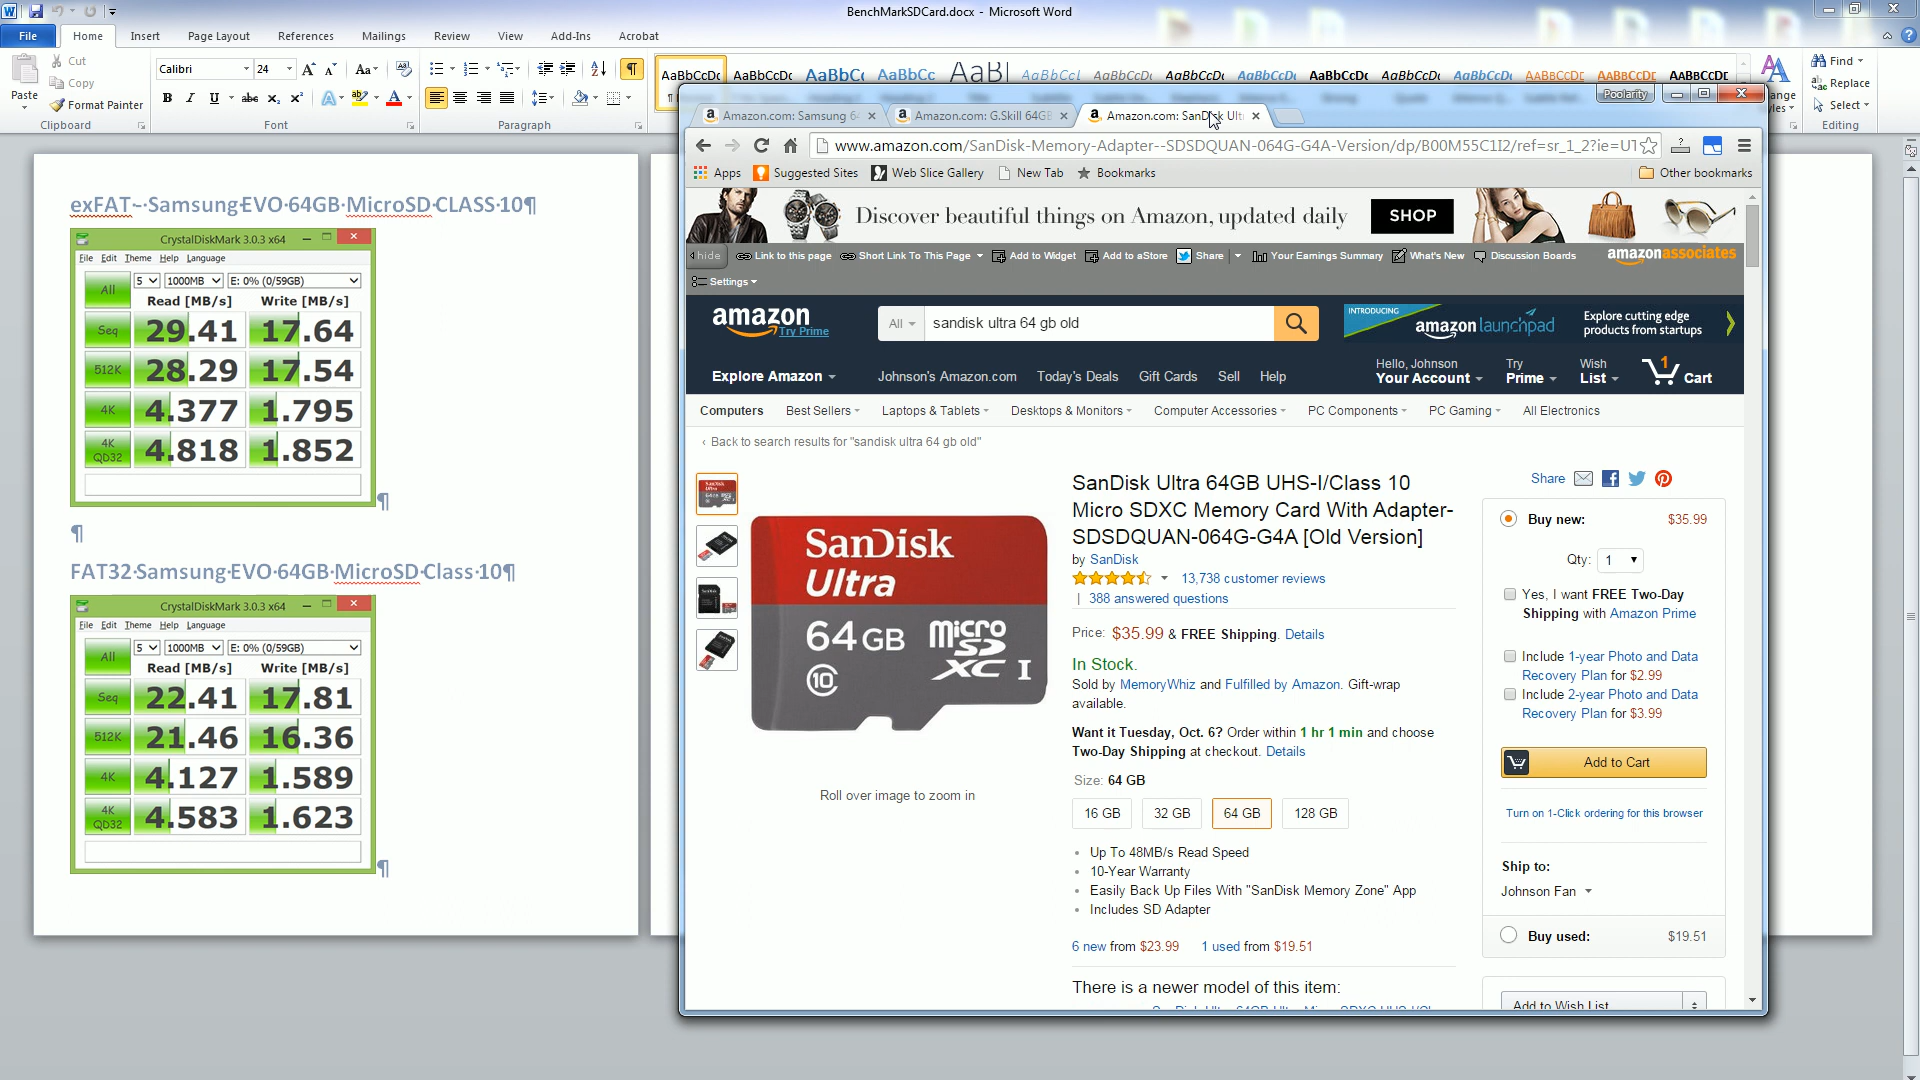 BenchMarkSDCard.docx - Microsoft Word
File Home Insert Page Layout References Mailings Review View Add-Ins Acrobat
Paste
Cut
Copy
Format Painter
Clipboard
Calibri 24
Font
AaBbCcDc AaBbCcDc AaBbCc AaBbCc AaB
Find
Replace
Select
Editing
exFAT - Samsung EVO 64GB MicroSD CLASS 10¶
CrystalDiskMark 3.0.3 x64
File Edit Theme Help Language
All 5 1000MB E: 0% (0/59GB)
Read [MB/s] Write [MB/s]
Seq 29.41 17.64
512K 28.29 17.54
4K 4.377 1.795
4K QD32 4.818 1.852
¶
¶
FAT32 Samsung EVO 64GB MicroSD Class 10¶
CrystalDiskMark 3.0.3 x64
File Edit Theme Help Language
All 5 1000MB E: 0% (0/59GB)
Read [MB/s] Write [MB/s]
Seq 22.41 17.81
512K 21.46 16.36
4K 4.127 1.589
4K QD32 4.583 1.623
¶
Poolarity
Amazon.com: Samsung 64 Amazon.com: G.Skill 64GB Amazon.com: SanDisk Ult
www.amazon.com/SanDisk-Memory-Adapter--SDSDQUAN-064G-G4A-Version/dp/B00M55C1I2/ref=sr_1_2?ie=UT
Apps Suggested Sites Web Slice Gallery New Tab Bookmarks Other bookmarks
Discover beautiful things on Amazon, updated daily SHOP
hide Link to this page Short Link To This Page Add to Widget Add to aStore Share Your Earnings Summary What's New Discussion Boards amazonassociates
Settings
amazon Try Prime
All sandisk ultra 64 gb old
INTRODUCING amazon launchpad Explore cutting edge products from startups
Explore Amazon Johnson's Amazon.com Today's Deals Gift Cards Sell Help
Hello, Johnson Your Account Try Prime Wish List 1 Cart
Computers Best Sellers Laptops & Tablets Desktops & Monitors Computer Accessories PC Components PC Gaming All Electronics
‹ Back to search results for "sandisk ultra 64 gb old"
SanDisk
Ultra
64GB micro SD XC I
10
Roll over image to zoom in
SanDisk Ultra 64GB UHS-I/Class 10
Micro SDXC Memory Card With Adapter-
SDSDQUAN-064G-G4A [Old Version]
by SanDisk
13,738 customer reviews
| 388 answered questions
Price: $35.99 & FREE Shipping. Details
In Stock.
Sold by MemoryWhiz and Fulfilled by Amazon. Gift-wrap
available.
Want it Tuesday, Oct. 6? Order within 1 hr 1 min and choose
Two-Day Shipping at checkout. Details
Size: 64 GB
16 GB 32 GB 64 GB 128 GB
• Up To 48MB/s Read Speed
• 10-Year Warranty
• Easily Back Up Files With "SanDisk Memory Zone" App
• Includes SD Adapter
6 new from $23.99 1 used from $19.51
There is a newer model of this item:
Share
Buy new: $35.99
Qty: 1
Yes, I want FREE Two-Day
Shipping with Amazon Prime
Include 1-year Photo and Data
Recovery Plan for $2.99
Include 2-year Photo and Data
Recovery Plan for $3.99
Add to Cart
Turn on 1-Click ordering for this browser
Ship to:
Johnson Fan
Buy used: $19.51
Add to Wish List